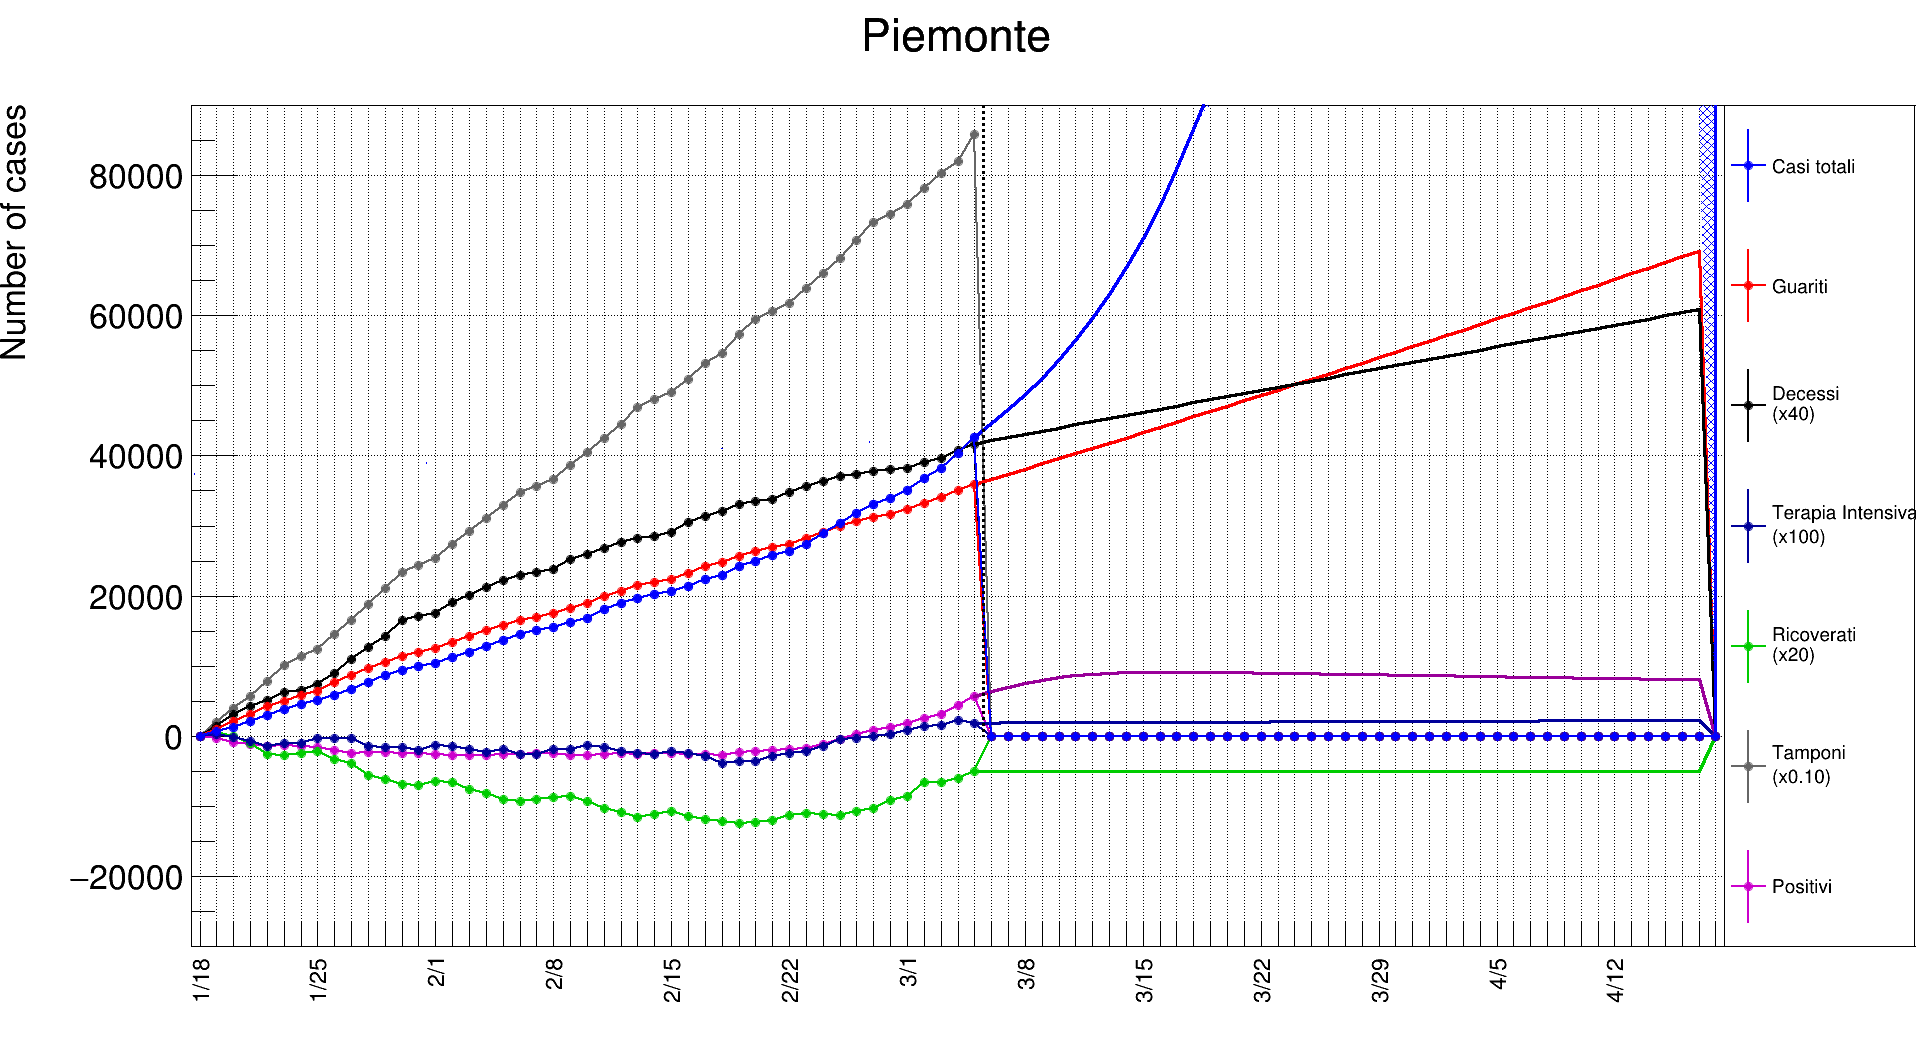 Piemonte
Number of cases
80000
60000
40000
20000
0
−20000
1/18
1/25
2/1
2/8
2/15
2/22
3/1
3/8
3/15
3/22
3/29
4/5
4/12
Casi totali
Guariti
Decessi
(x40)
Terapia Intensiva
(x100)
Ricoverati
(x20)
Tamponi
(x0.10)
Positivi